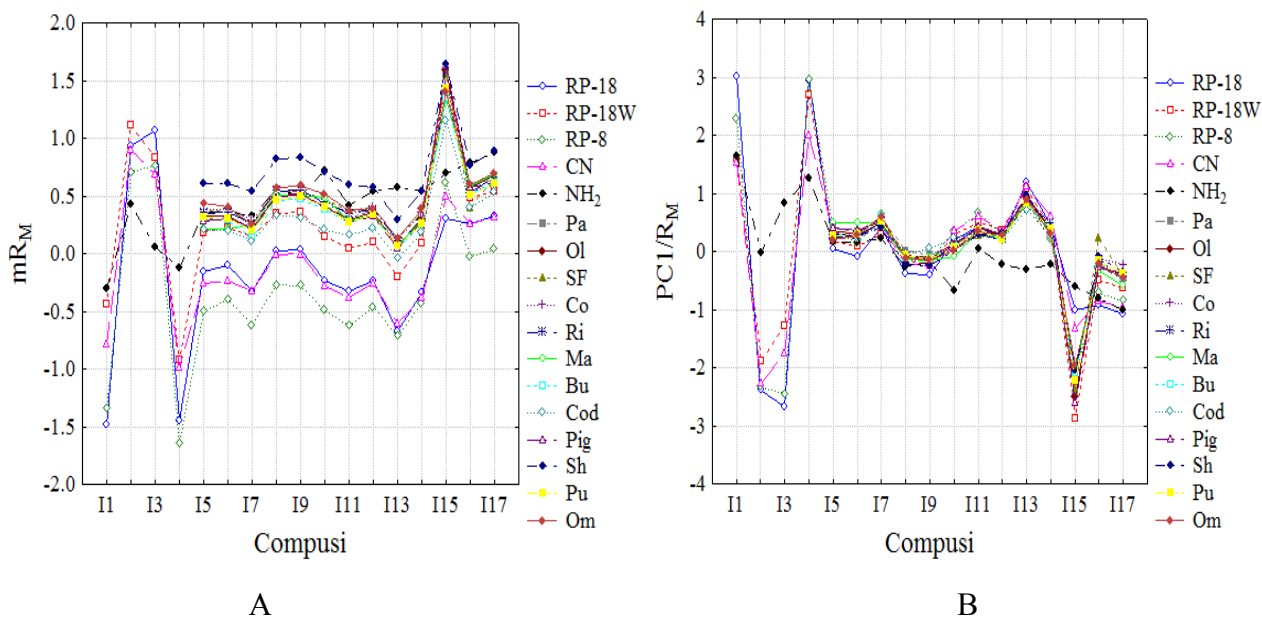 mR_M
2.0
1.5
1.0
0.5
0.0
-0.5
-1.0
-1.5
-2.0
I1 I3 I5 I7 I9 I11 I13 I15 I17
Compusi
RP-18
RP-18W
RP-8
CN
NH₂
Pa
Ol
SF
Co
Ri
Ma
Bu
Cod
Pig
Sh
Pu
Om
A
PC1/R_M
4
3
2
1
0
-1
-2
-3
-4
I1 I3 I5 I7 I9 I11 I13 I15 I17
Compusi
RP-18
RP-18W
RP-8
CN
NH₂
Pa
Ol
SF
Co
Ri
Ma
Bu
Cod
Pig
Sh
Pu
Om
B